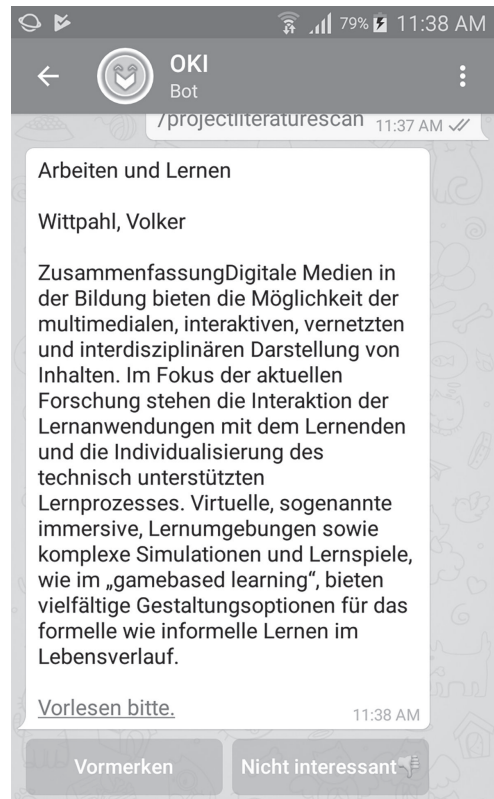 79% 11:38 AM
OKI
Bot
/projectliteraturescan 11:37 AM
Arbeiten und Lernen
Wittpahl, Volker
ZusammenfassungDigitale Medien in
der Bildung bieten die Möglichkeit der
multimedialen, interaktiven, vernetzten
und interdisziplinären Darstellung von
Inhalten. Im Fokus der aktuellen
Forschung stehen die Interaktion der
Lernanwendungen mit dem Lernenden
und die Individualisierung des
technisch unterstützten
Lernprozesses. Virtuelle, sogenannte
immersive, Lernumgebungen sowie
komplexe Simulationen und Lernspiele,
wie im „gamebased learning“, bieten
vielfältige Gestaltungsoptionen für das
formelle wie informelle Lernen im
Lebensverlauf.
Vorlesen bitte. 11:38 AM
Vormerken Nicht interessant